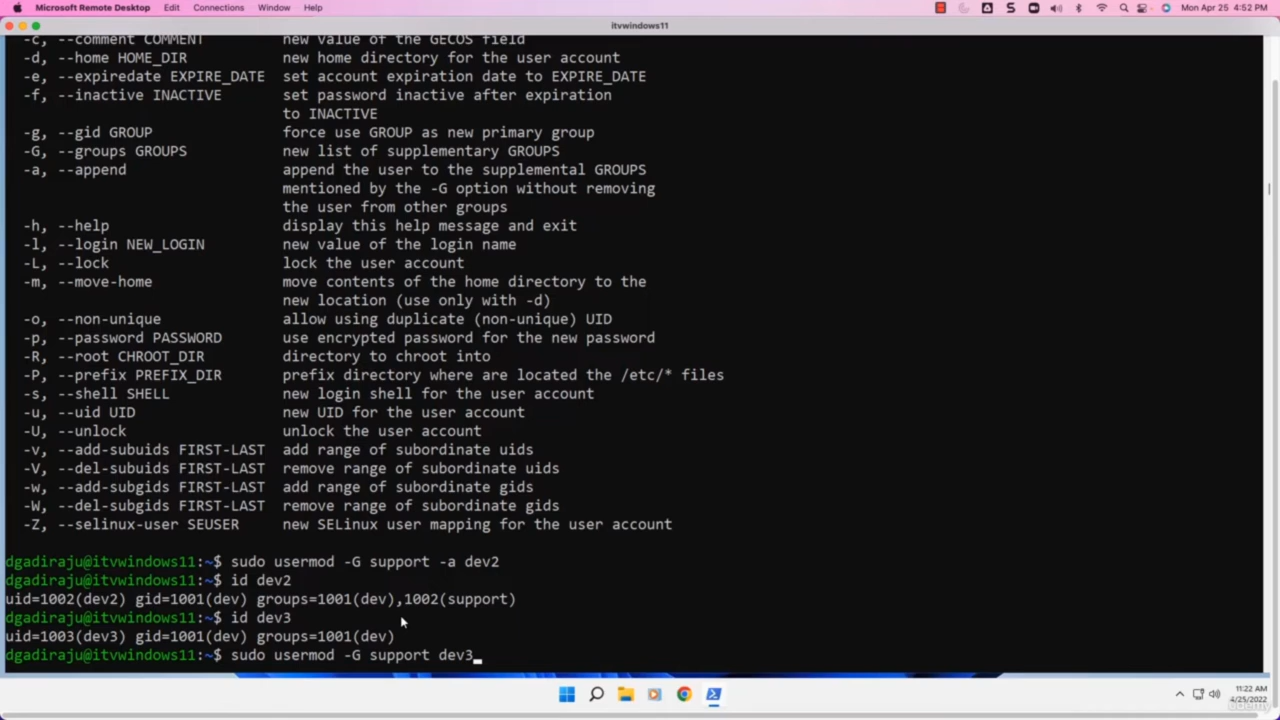 Microsoft Remote Desktop Edit Connections Window Help Mon Apr 25 4:52 PM
itvwindows11
-c, --comment COMMENT new value of the GECOS field
-d, --home HOME_DIR new home directory for the user account
-e, --expiredate EXPIRE_DATE set account expiration date to EXPIRE_DATE
-f, --inactive INACTIVE set password inactive after expiration
to INACTIVE
-g, --gid GROUP force use GROUP as new primary group
-G, --groups GROUPS new list of supplementary GROUPS
-a, --append append the user to the supplemental GROUPS
mentioned by the -G option without removing
the user from other groups
-h, --help display this help message and exit
-l, --login NEW_LOGIN new value of the login name
-L, --lock lock the user account
-m, --move-home move contents of the home directory to the
new location (use only with -d)
-o, --non-unique allow using duplicate (non-unique) UID
-p, --password PASSWORD use encrypted password for the new password
-R, --root CHROOT_DIR directory to chroot into
-P, --prefix PREFIX_DIR prefix directory where are located the /etc/* files
-s, --shell SHELL new login shell for the user account
-u, --uid UID new UID for the user account
-U, --unlock unlock the user account
-v, --add-subuids FIRST-LAST add range of subordinate uids
-V, --del-subuids FIRST-LAST remove range of subordinate uids
-w, --add-subgids FIRST-LAST add range of subordinate gids
-W, --del-subgids FIRST-LAST remove range of subordinate gids
-Z, --selinux-user SEUSER new SELinux user mapping for the user account
dgadiraju@itvwindows11:~$ sudo usermod -G support -a dev2
dgadiraju@itvwindows11:~$ id dev2
uid=1002(dev2) gid=1001(dev) groups=1001(dev),1002(support)
dgadiraju@itvwindows11:~$ id dev3
uid=1003(dev3) gid=1001(dev) groups=1001(dev)
dgadiraju@itvwindows11:~$ sudo usermod -G support dev3
11:22 AM
4/25/2022
udemy